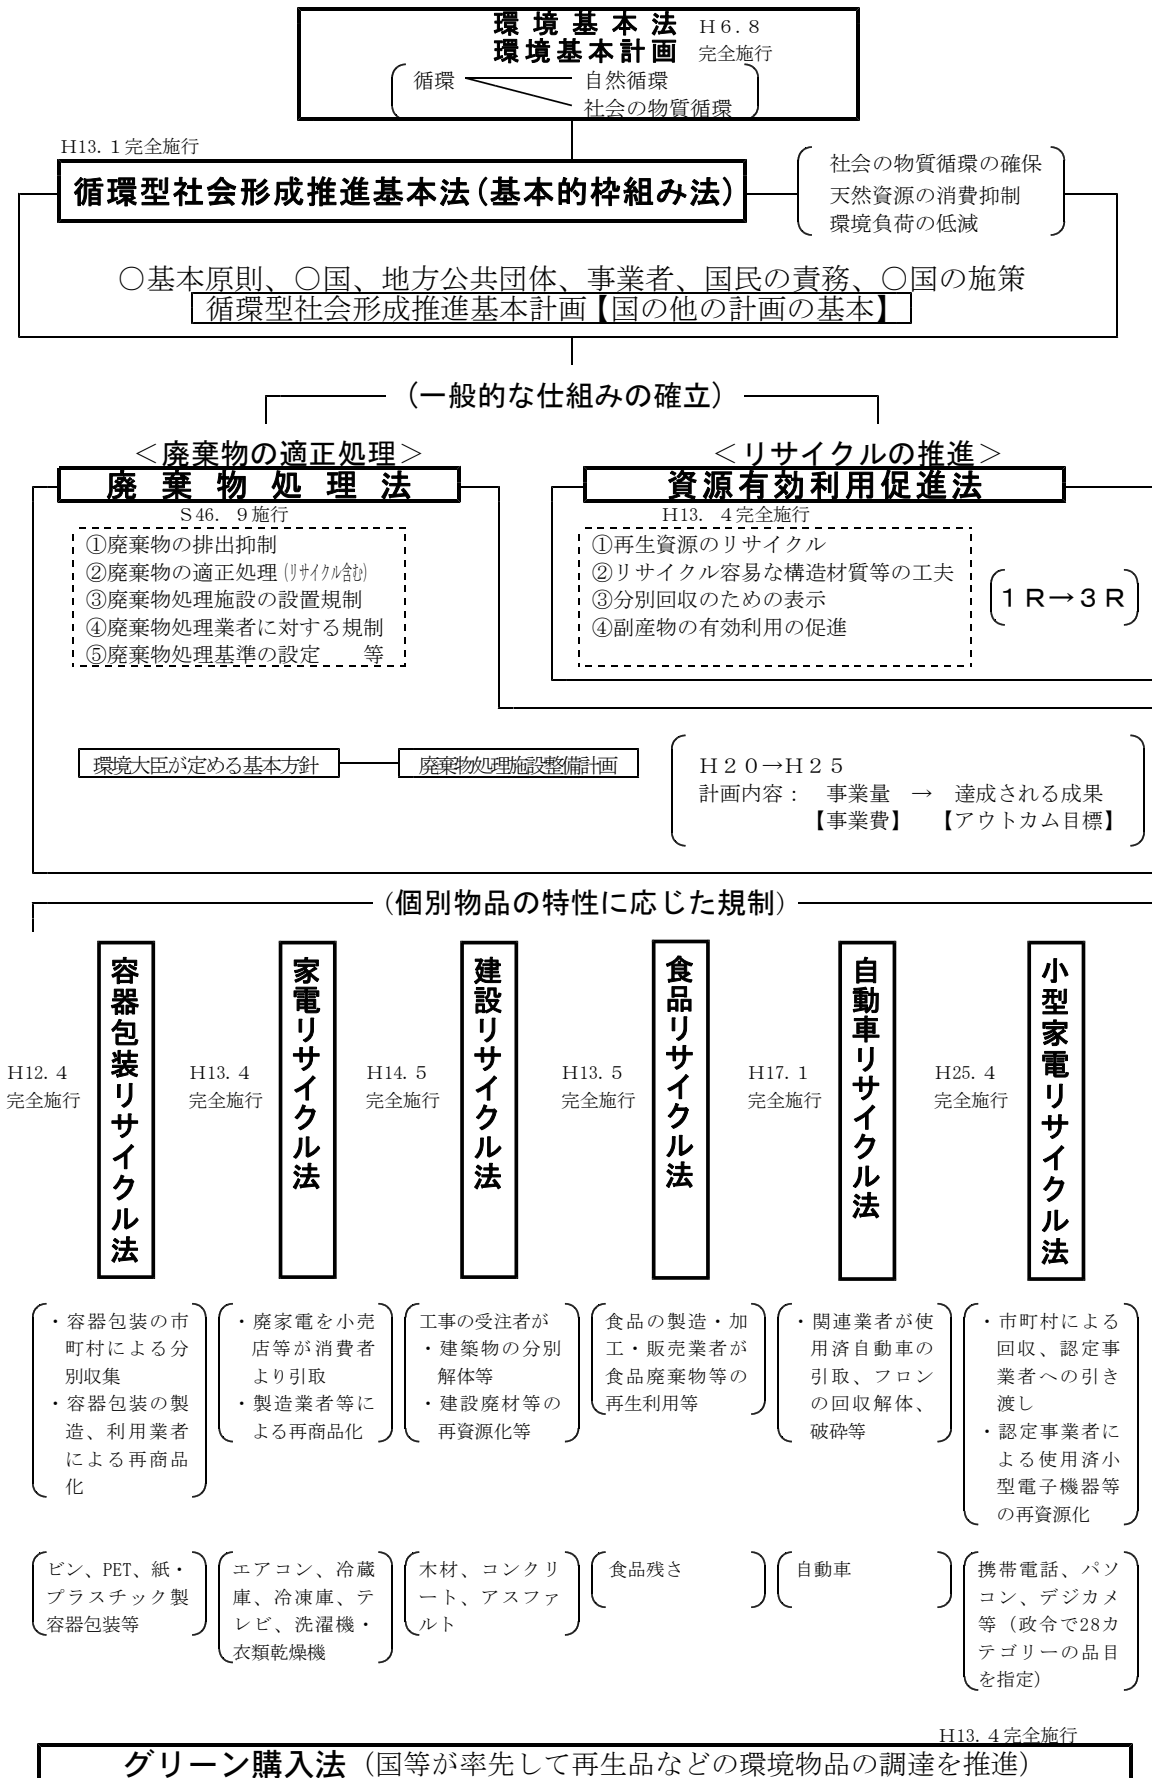 環境基本法 H6.8
環境基本計画 完全施行
循環 自然循環
社会の物質循環
H13.1完全施行
循環型社会形成推進基本法(基本的枠組み法)
社会の物質循環の確保
天然資源の消費抑制
環境負荷の低減
○基本原則、○国、地方公共団体、事業者、国民の責務、○国の施策
循環型社会形成推進基本計画【国の他の計画の基本】
(一般的な仕組みの確立)
<廃棄物の適正処理>
廃棄物処理法
S46.9施行
①廃棄物の排出抑制
②廃棄物の適正処理(リサイクル含む)
③廃棄物処理施設の設置規制
④廃棄物処理業者に対する規制
⑤廃棄物処理基準の設定 等
<リサイクルの推進>
資源有効利用促進法
H13.4完全施行
①再生資源のリサイクル
②リサイクル容易な構造材質等の工夫
③分別回収のための表示
④副産物の有効利用の促進
1R→3R
環境大臣が定める基本方針
廃棄物処理施設整備計画
H20→H25
計画内容: 事業量 → 達成される成果
【事業費】 【アウトカム目標】
(個別物品の特性に応じた規制)
H12.4
完全施行
容器包装リサイクル法
H13.4
完全施行
家電リサイクル法
H14.5
完全施行
建設リサイクル法
H13.5
完全施行
食品リサイクル法
H17.1
完全施行
自動車リサイクル法
H25.4
完全施行
小型家電リサイクル法
・容器包装の市
町村による分
別収集
・容器包装の製
造、利用業者
による再商品
化
・廃家電を小売
店等が消費者
より引取
・製造業者等に
よる再商品化
工事の受注者が
・建築物の分別
解体等
・建設廃材等の
再資源化等
食品の製造・加
工・販売業者が
食品廃棄物等の
再生利用等
・関連業者が使
用済自動車の
引取、フロン
の回収解体、
破砕等
・市町村による
回収、認定事
業者への引き
渡し
・認定事業者に
よる使用済小
型電子機器等
の再資源化
ビン、PET、紙・
プラスチック製
容器包装等
エアコン、冷蔵
庫、冷凍庫、テ
レビ、洗濯機・
衣類乾燥機
木材、コンクリ
ート、アスファ
ルト
食品残さ
自動車
携帯電話、パソ
コン、デジカメ
等(政令で28カ
テゴリーの品目
を指定)
H13.4完全施行
グリーン購入法(国等が率先して再生品などの環境物品の調達を推進)